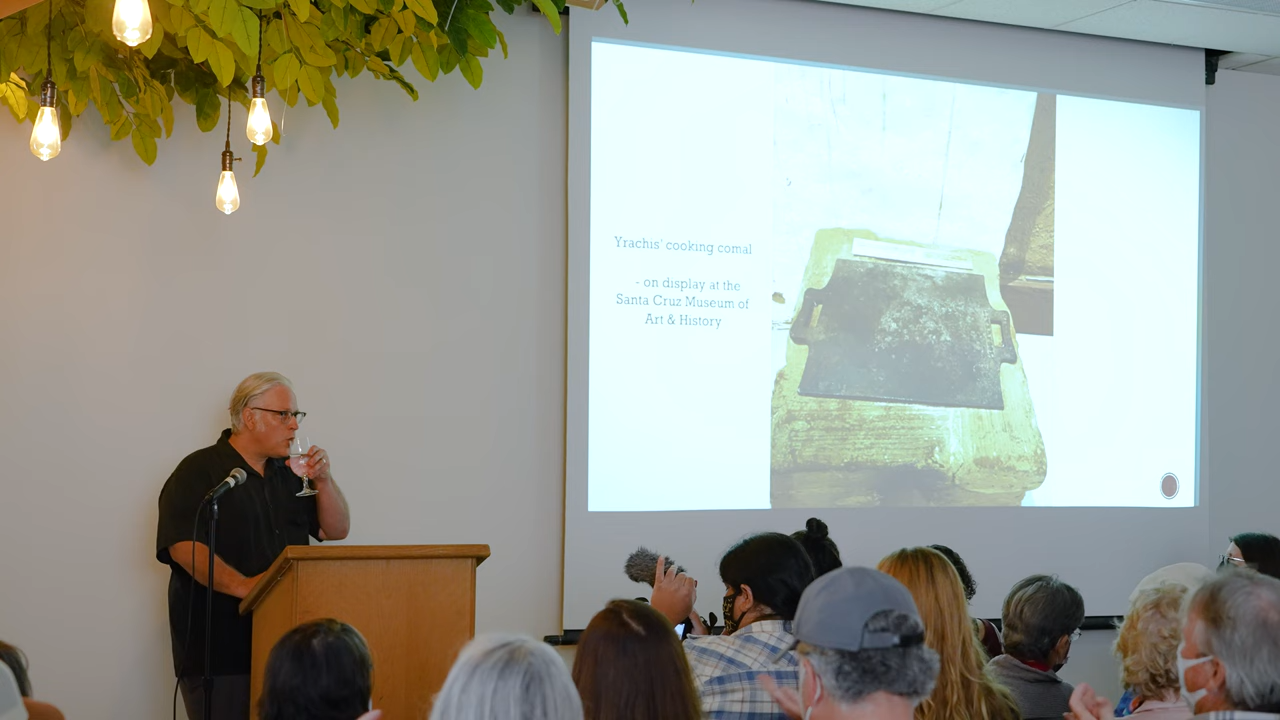 Yrachis' cooking comal
- on display at the
Santa Cruz Museum of
Art & History